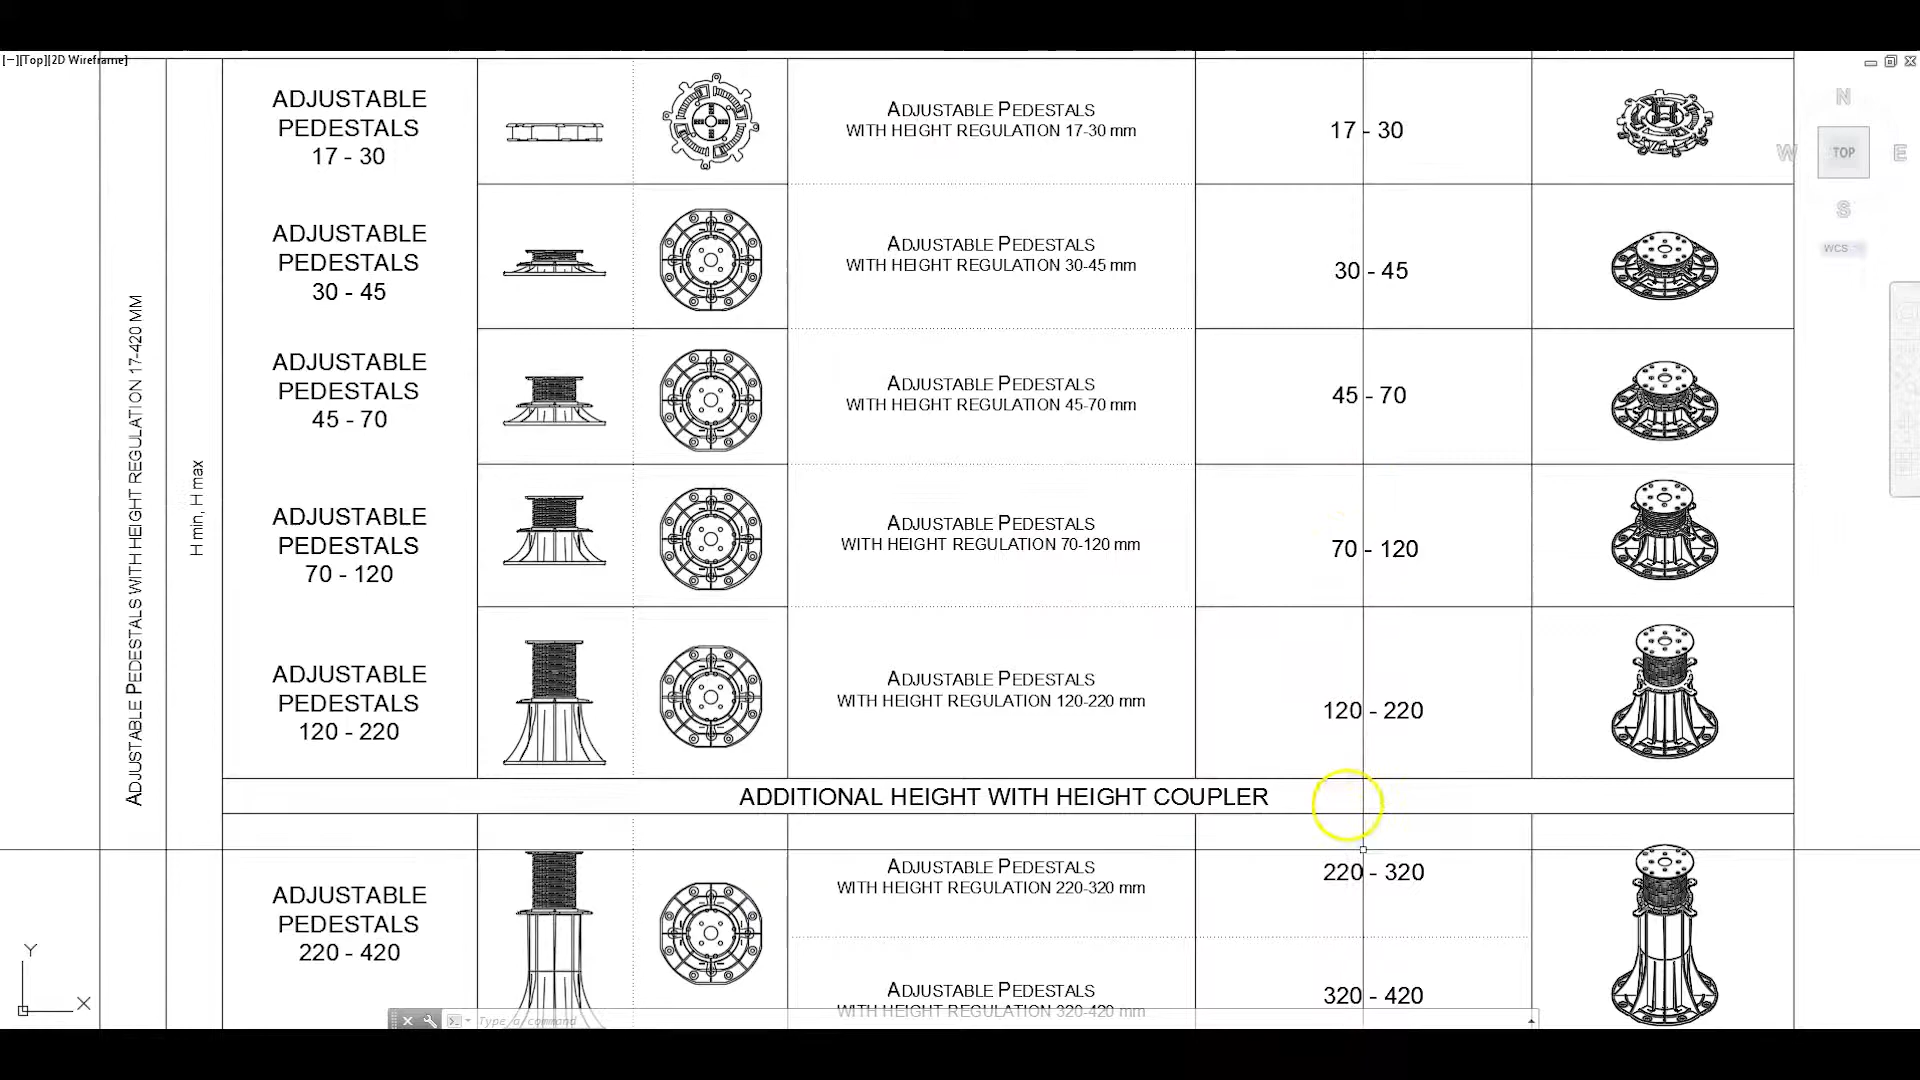 [−][Top][2D Wireframe]
ADJUSTABLE
PEDESTALS
17 - 30
ADJUSTABLE PEDESTALS
WITH HEIGHT REGULATION 17-30 mm
17 - 30
ADJUSTABLE
PEDESTALS
30 - 45
ADJUSTABLE PEDESTALS
WITH HEIGHT REGULATION 30-45 mm
30 - 45
ADJUSTABLE
PEDESTALS
45 - 70
ADJUSTABLE PEDESTALS
WITH HEIGHT REGULATION 45-70 mm
45 - 70
ADJUSTABLE
PEDESTALS
70 - 120
ADJUSTABLE PEDESTALS
WITH HEIGHT REGULATION 70-120 mm
70 - 120
ADJUSTABLE
PEDESTALS
120 - 220
ADJUSTABLE PEDESTALS
WITH HEIGHT REGULATION 120-220 mm
120 - 220
ADDITIONAL HEIGHT WITH HEIGHT COUPLER
ADJUSTABLE
PEDESTALS
220 - 420
ADJUSTABLE PEDESTALS
WITH HEIGHT REGULATION 220-320 mm
220 - 320
ADJUSTABLE PEDESTALS
WITH HEIGHT REGULATION 320-420 mm
320 - 420
ADJUSTABLE PEDESTALS WITH HEIGHT REGULATION 17-420 MM
H min, H max
N
W
TOP
E
S
WCS
Y
X
Type a command